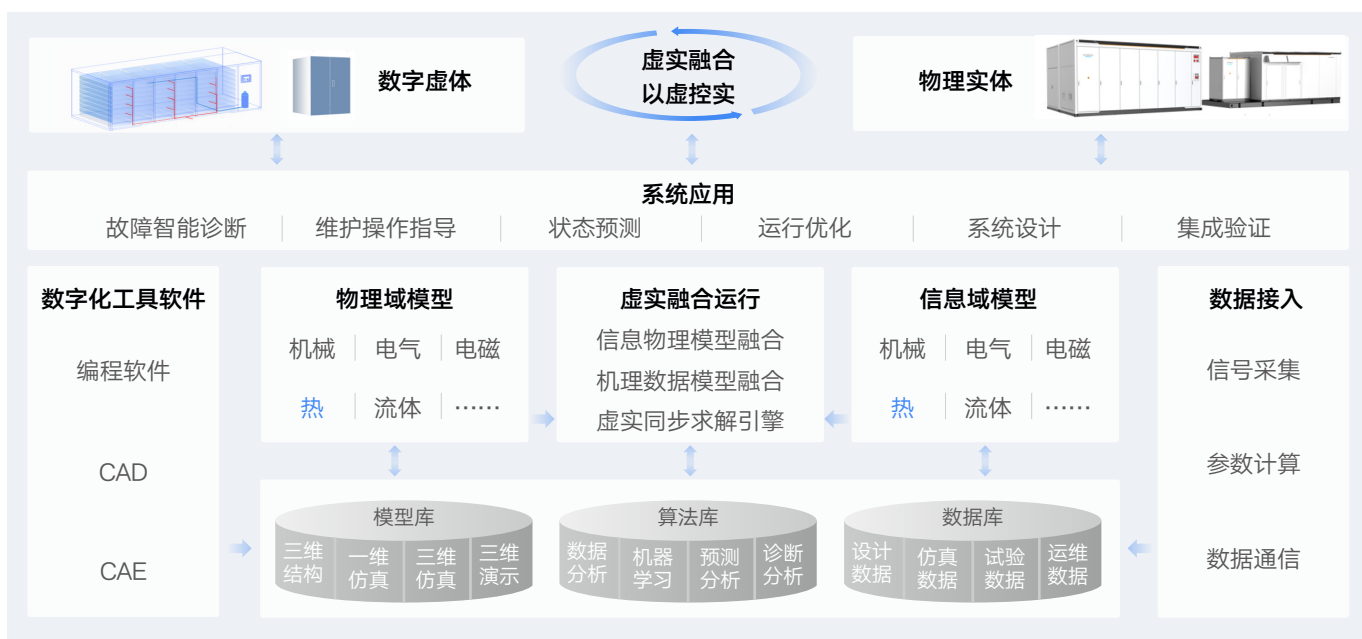 数字虚体
虚实融合
以虚控实
物理实体
系统应用
故障智能诊断
维护操作指导
状态预测
运行优化
系统设计
集成验证
数字化工具软件
编程软件
CAD
CAE
物理域模型
机械 电气 电磁
热 流体 ……
虚实融合运行
信息物理模型融合
机理数据模型融合
虚实同步求解引擎
信息域模型
机械 电气 电磁
热 流体 ……
数据接入
信号采集
参数计算
数据通信
模型库
三维
结构
一维
仿真
三维
仿真
三维
演示
算法库
数据
分析
机器
学习
预测
分析
诊断
分析
数据库
设计
数据
仿真
数据
试验
数据
运维
数据